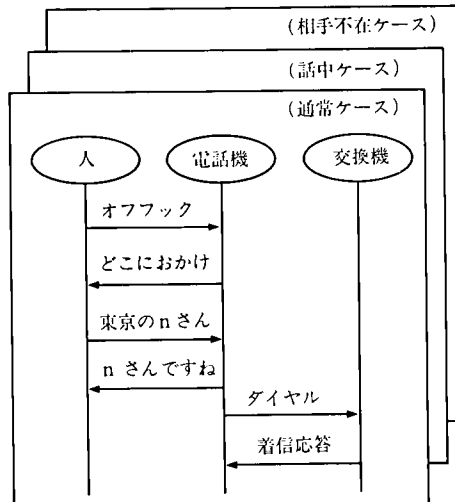 (相手不在ケース)
(話中ケース)
(通常ケース)
人
電話機
交換機
オフフック
どこにおかけ
東京のnさん
n さんですね
ダイヤル
着信応答